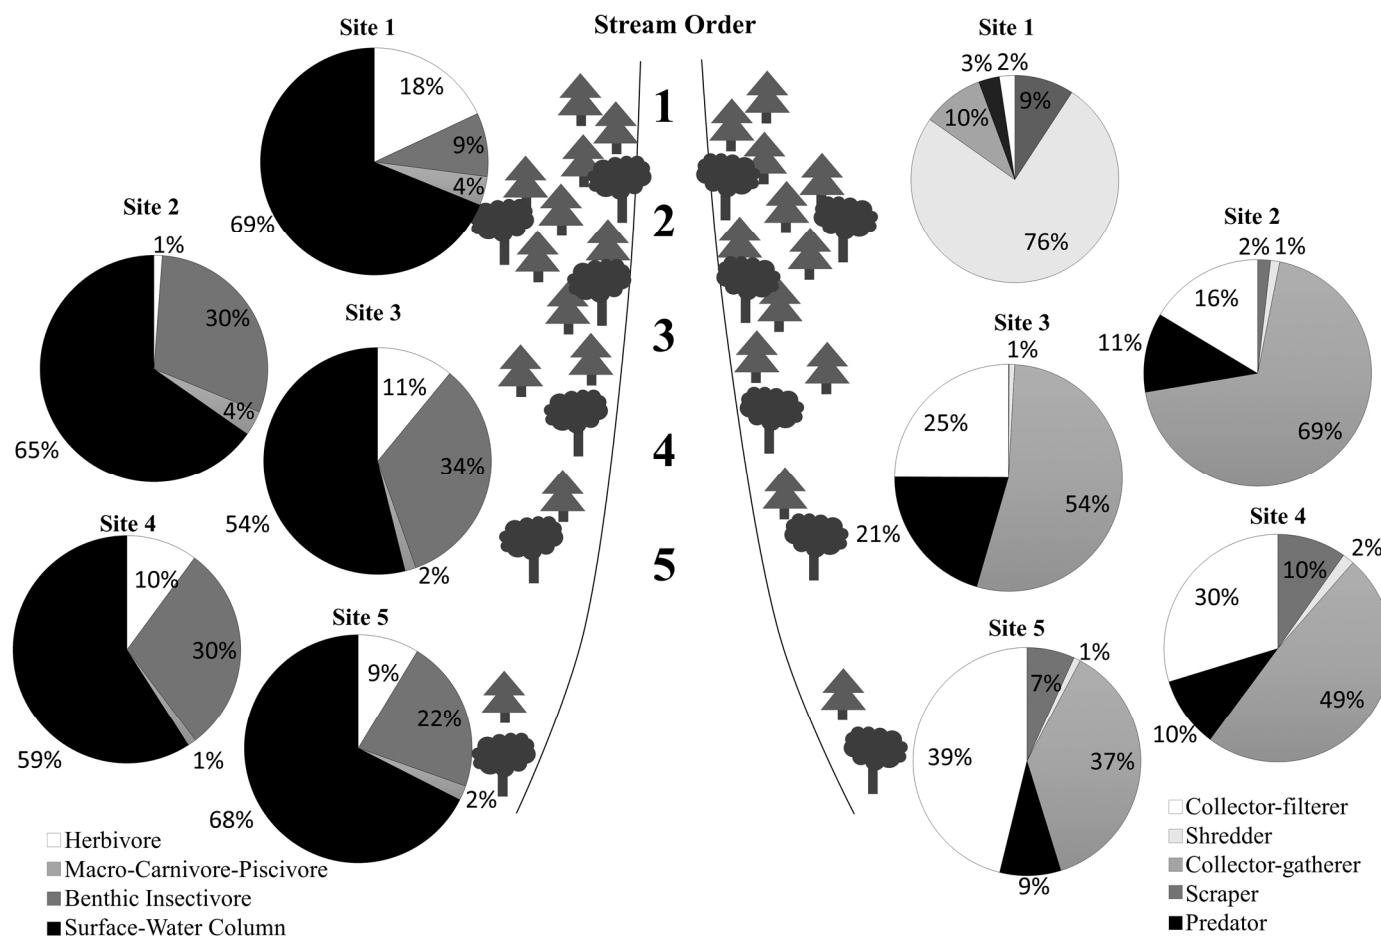 Stream Order
Site 1
18%
9%
4%
69%
Site 2
1%
30%
4%
65%
Site 3
11%
34%
2%
54%
Site 4
10%
30%
1%
59%
Site 5
9%
22%
2%
68%
Herbivore
Macro-Carnivore-Piscivore
Benthic Insectivore
Surface-Water Column
1
2
3
4
5
Site 1
3% 2%
9%
10%
76%
Site 2
2% 1%
16%
11%
69%
Site 3
1%
25%
54%
21%
Site 4
2%
10%
30%
49%
10%
Site 5
1%
7%
39%
37%
9%
Collector-filterer
Shredder
Collector-gatherer
Scraper
Predator